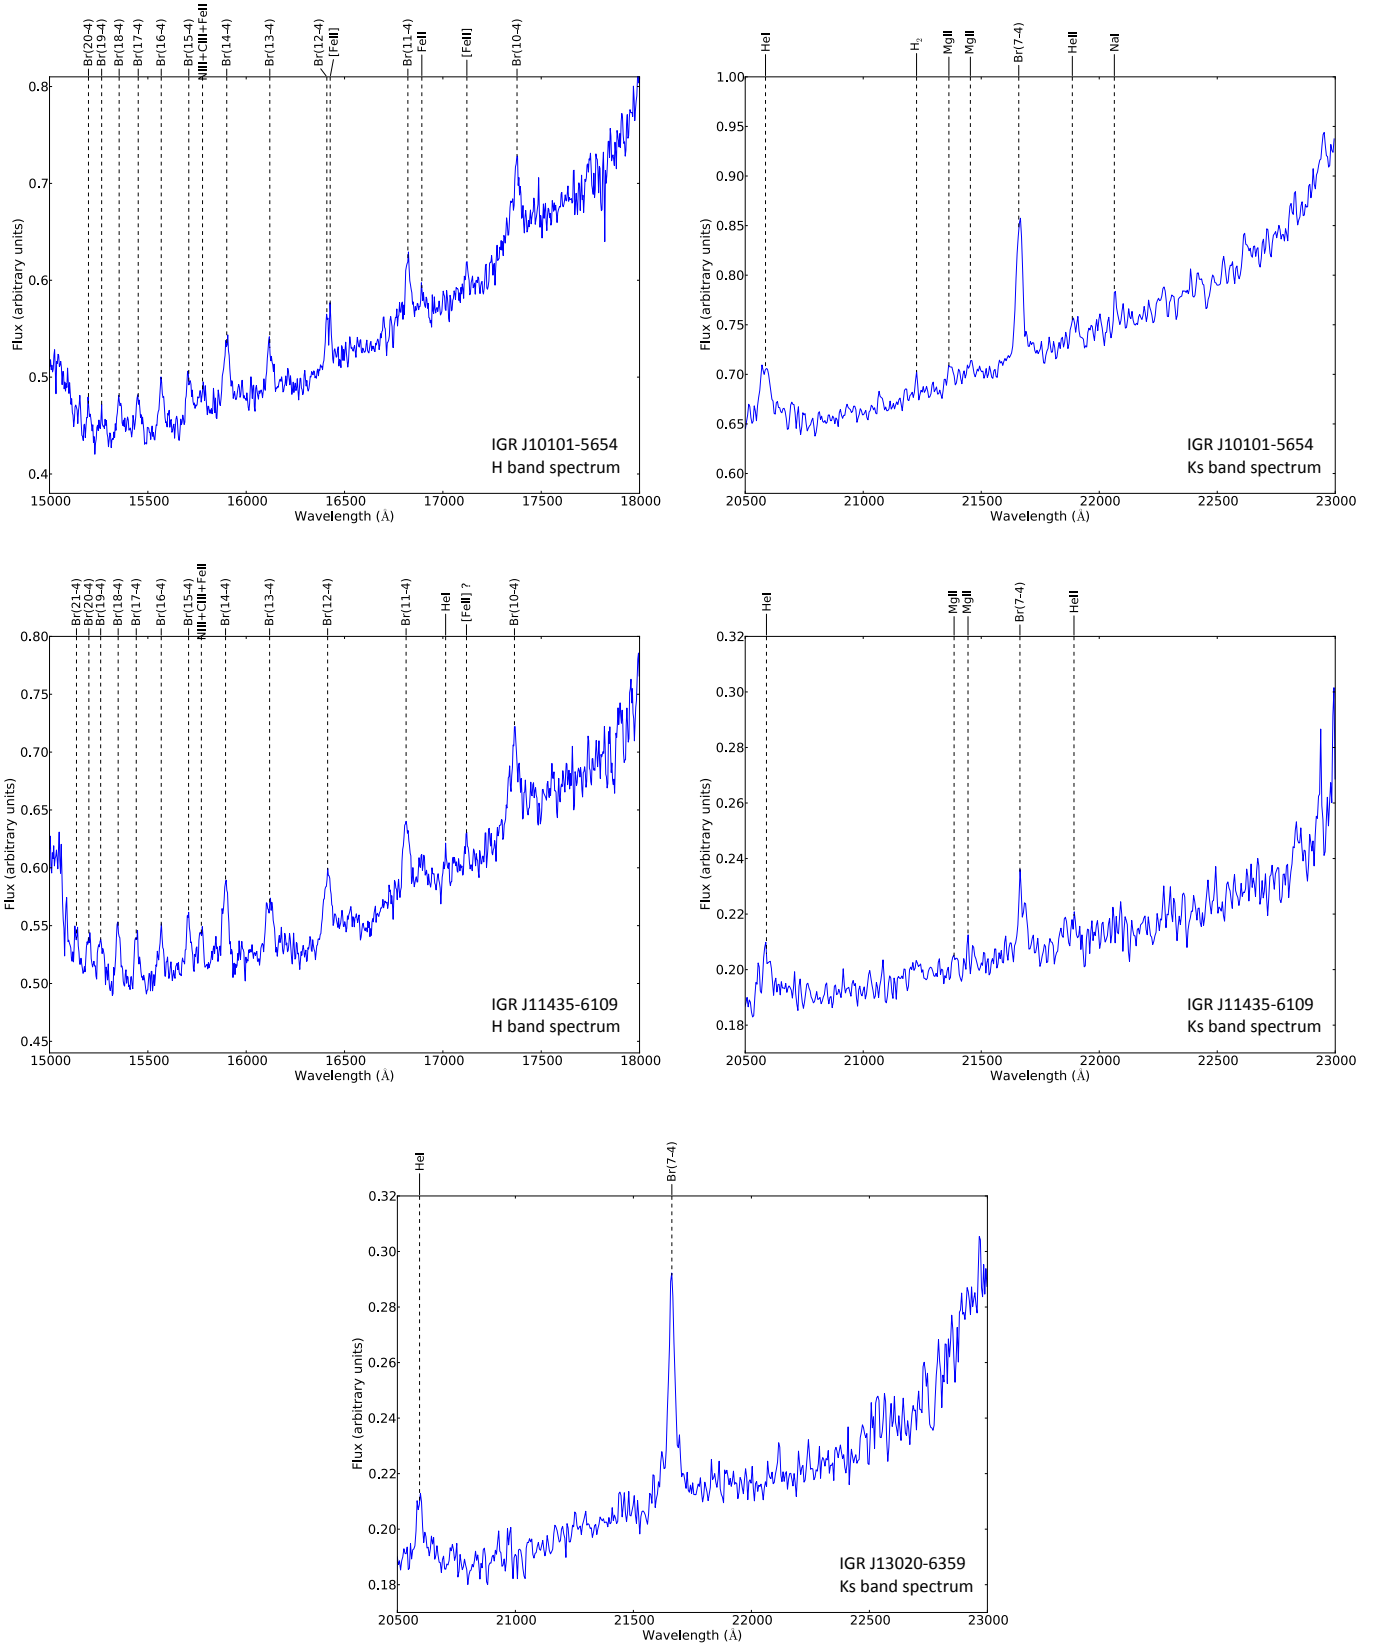 Br(20-4)
Br(19-4)
Br(18-4)
Br(17-4)
Br(16-4)
Br(15-4)
NIII+CIII+FeII
Br(14-4)
Br(13-4)
Br(12-4)
[FeII]
Br(11-4)
FeII
[FeII]
Br(10-4)
0.8
0.7
0.6
0.5
0.4
Flux (arbitrary units)
IGR J10101-5654
H band spectrum
15000 15500 16000 16500 17000 17500 18000
Wavelength (Å)
HeI
H2
MgII
MgII
Br(7-4)
HeII
NaI
1.00
0.95
0.90
0.85
0.80
0.75
0.70
0.65
0.60
Flux (arbitrary units)
IGR J10101-5654
Ks band spectrum
20500 21000 21500 22000 22500 23000
Wavelength (Å)
Br(21-4)
Br(20-4)
Br(19-4)
Br(18-4)
Br(17-4)
Br(16-4)
Br(15-4)
NIII+CIII+FeII
Br(14-4)
Br(13-4)
Br(12-4)
Br(11-4)
HeI
[FeII] ?
Br(10-4)
0.80
0.75
0.70
0.65
0.60
0.55
0.50
0.45
Flux (arbitrary units)
IGR J11435-6109
H band spectrum
15000 15500 16000 16500 17000 17500 18000
Wavelength (Å)
HeI
MgII
MgII
Br(7-4)
HeII
0.32
0.30
0.28
0.26
0.24
0.22
0.20
0.18
Flux (arbitrary units)
IGR J11435-6109
Ks band spectrum
20500 21000 21500 22000 22500 23000
Wavelength (Å)
HeI
Br(7-4)
0.32
0.30
0.28
0.26
0.24
0.22
0.20
0.18
Flux (arbitrary units)
IGR J13020-6359
Ks band spectrum
20500 21000 21500 22000 22500 23000
Wavelength (Å)